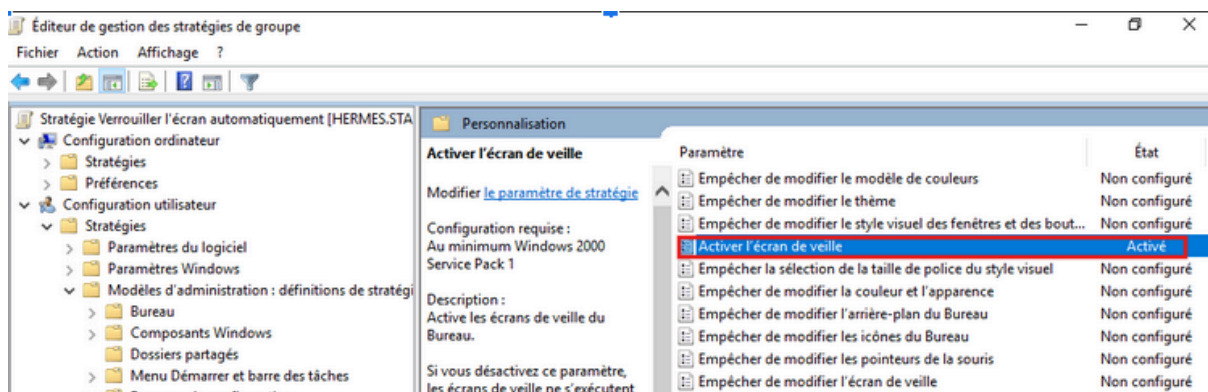 Éditeur de gestion des stratégies de groupe
Fichier Action Affichage ?
Stratégie Verrouiller l'écran automatiquement [HERMES.STA
Configuration ordinateur
Stratégies
Préférences
Configuration utilisateur
Stratégies
Paramètres du logiciel
Paramètres Windows
Modèles d'administration : définitions de stratégi
Bureau
Composants Windows
Dossiers partagés
Menu Démarrer et barre des tâches
Personnalisation
Activer l'écran de veille
Modifier le paramètre de stratégie
Configuration requise :
Au minimum Windows 2000
Service Pack 1
Description :
Active les écrans de veille du
Bureau.
Si vous désactivez ce paramètre,
les écrans de veille ne s'exécutent
Paramètre État
Empêcher de modifier le modèle de couleurs Non configuré
Empêcher de modifier le thème Non configuré
Empêcher de modifier le style visuel des fenêtres et des bout... Non configuré
Activer l'écran de veille Activé
Empêcher la sélection de la taille de police du style visuel Non configuré
Empêcher de modifier la couleur et l'apparence Non configuré
Empêcher de modifier l'arrière-plan du Bureau Non configuré
Empêcher de modifier les icônes du Bureau Non configuré
Empêcher de modifier les pointeurs de la souris Non configuré
Empêcher de modifier l'écran de veille Non configuré